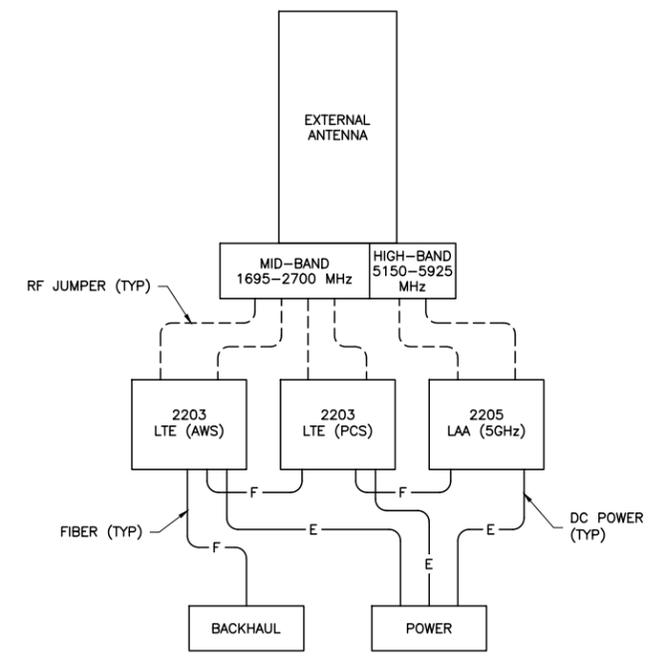 EXTERNAL
ANTENNA
MID-BAND
1695-2700 MHz
HIGH-BAND
5150-5925
MHz
RF JUMPER (TYP)
2203
LTE (AWS)
2203
LTE (PCS)
2205
LAA (5GHz)
F
F
FIBER (TYP)
E
E
DC POWER
(TYP)
F
E
BACKHAUL
POWER